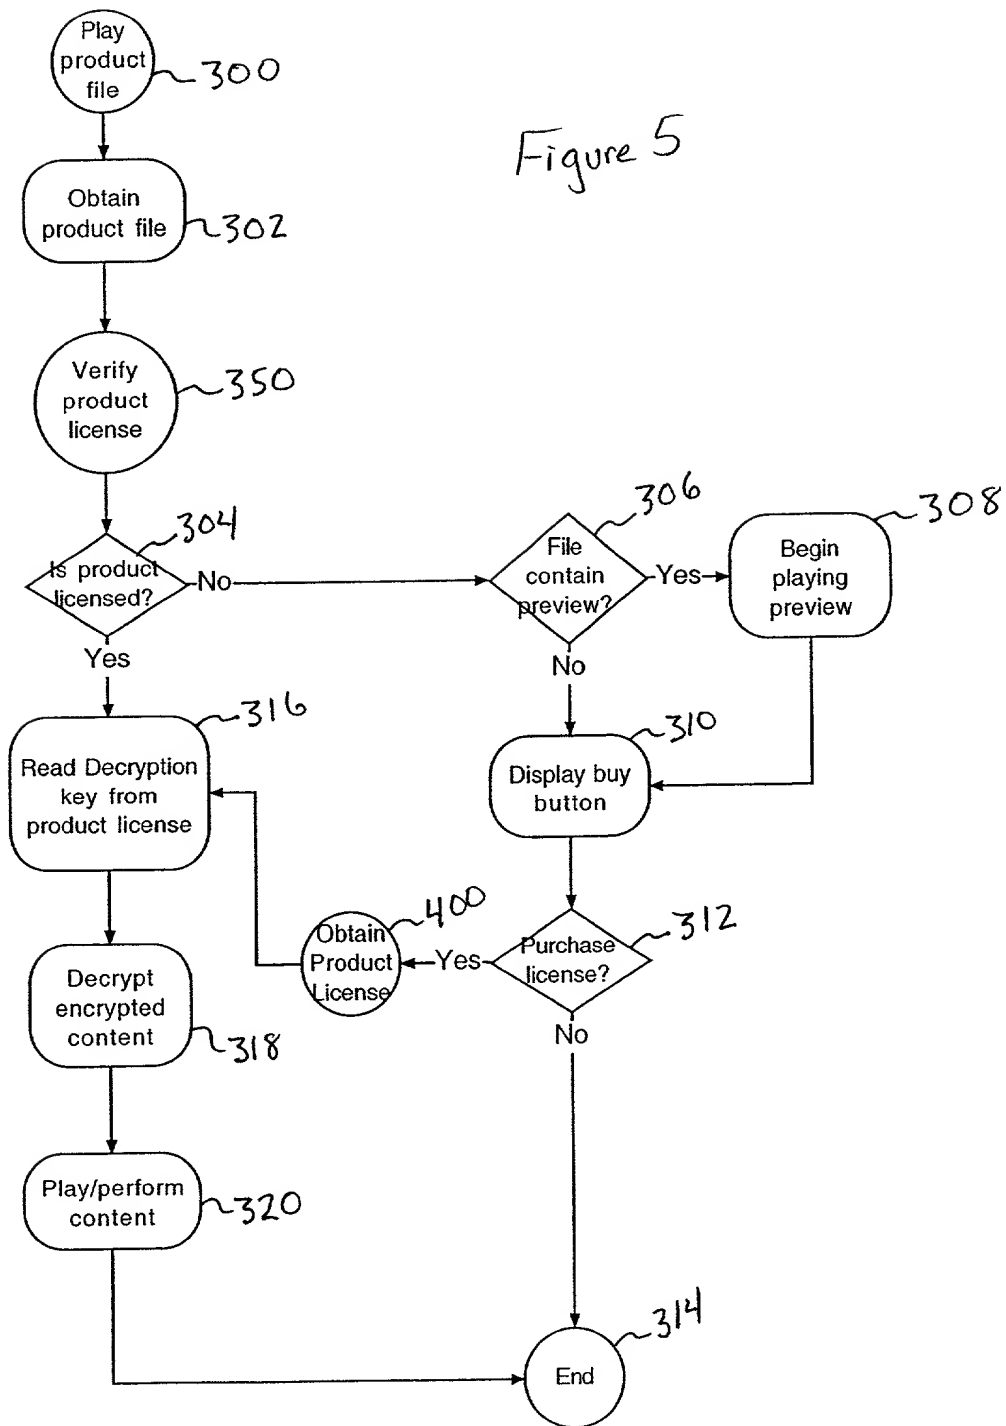 Play
product
file
300
Figure 5
Obtain
product file
302
Verify
product
license
350
304
Is product
licensed?
No
Yes
306
File
contain
preview?
Yes
No
308
Begin
playing
preview
316
Read Decryption
key from
product license
310
Display buy
button
400
Obtain
Product
License
312
Purchase
license?
Yes
No
Decrypt
encrypted
content
318
Play/perform
content
320
314
End